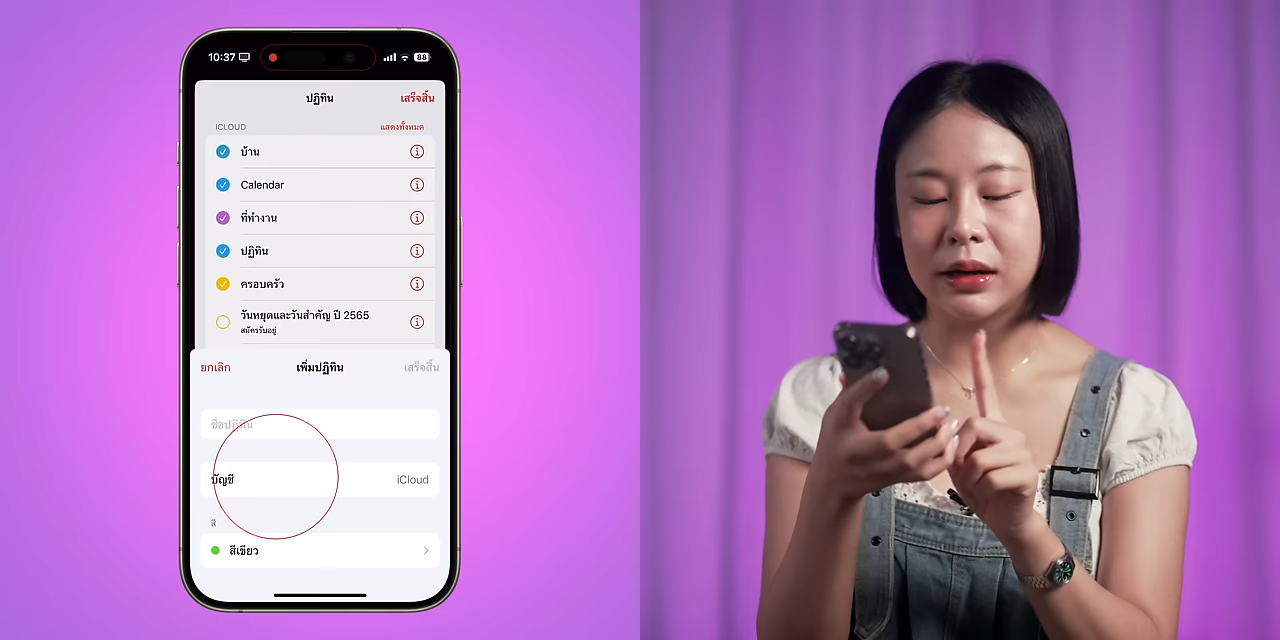 10:37
88
ปฏิทิน
เสร็จสิ้น
ICLOUD
แสดงทั้งหมด
บ้าน
Calendar
ที่ทำงาน
ปฏิทิน
ครอบครัว
วันหยุดและวันสำคัญ ปี 2565
สมัครรับอยู่
ยกเลิก
เพิ่มปฏิทิน
เสร็จสิ้น
ชื่อปฏิทิน
บัญชี
iCloud
สี
สีเขียว